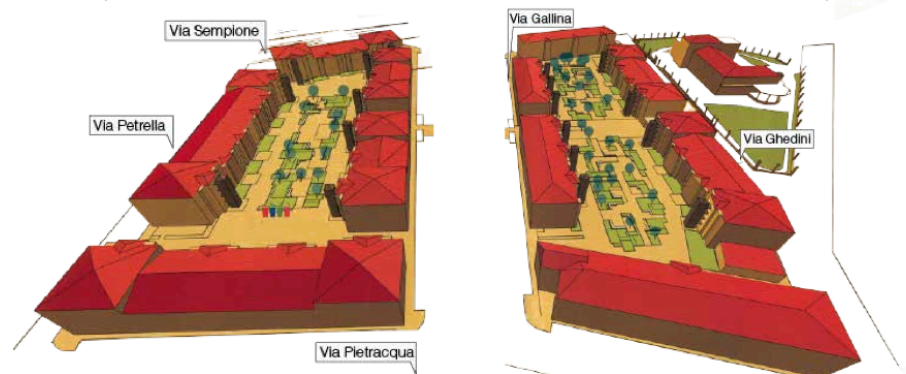 Via Gallina
Via Sempione
Via Petrella
Via Ghedini
Via Pietracqua